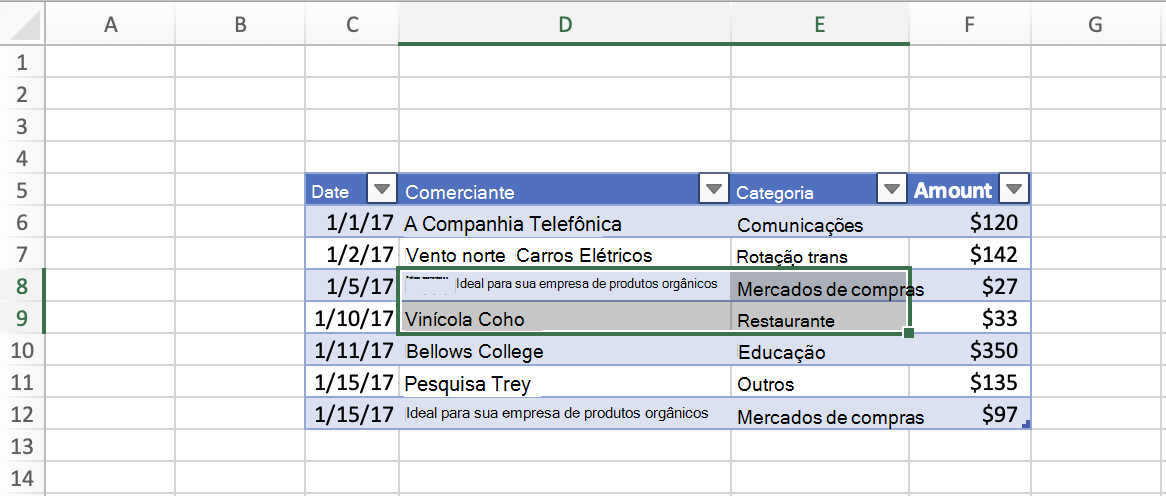 A B C D E F G
1
2
3
4
5 Date Comerciante Categoria Amount
6 1/1/17 A Companhia Telefônica Comunicações $120
7 1/2/17 Vento norte Carros Elétricos Rotação trans $142
8 1/5/17 Ideal para sua empresa de produtos orgânicos Mercados de compras $27
9 1/10/17 Vinícola Coho Restaurante $33
10 1/11/17 Bellows College Educação $350
11 1/15/17 Pesquisa Trey Outros $135
12 1/15/17 Ideal para sua empresa de produtos orgânicos Mercados de compras $97
13
14